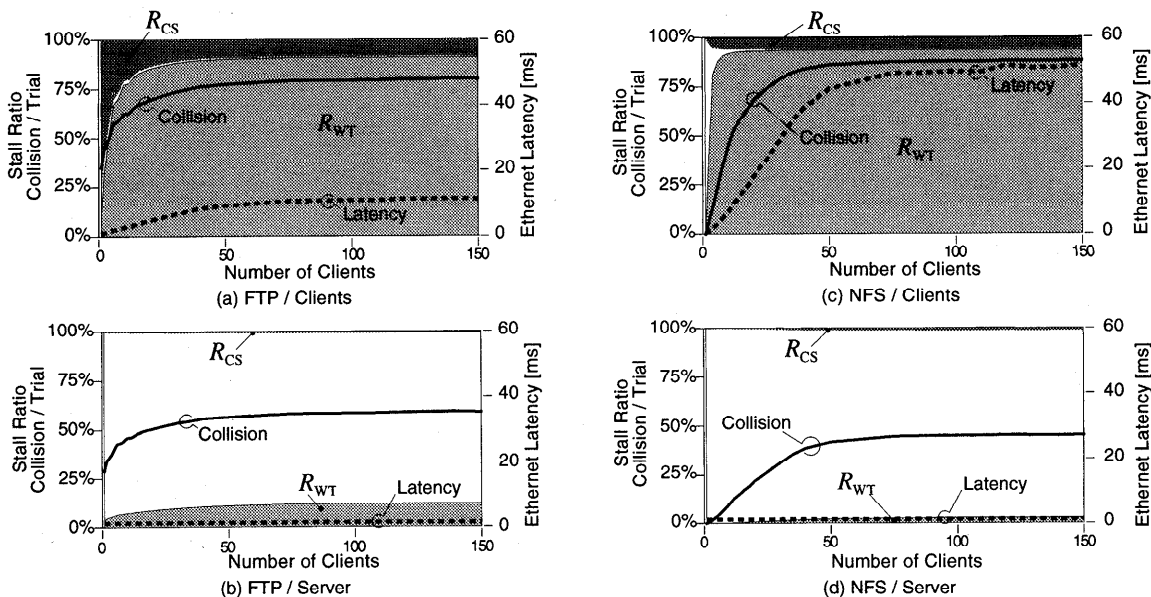 R_CS
100%
75%
50%
25%
0%
Stall Ratio
Collision / Trial
60
40
20
0
Ethernet Latency [ms]
Collision
R_WT
Latency
0 50 100 150
Number of Clients
(a) FTP / Clients
R_CS
100%
75%
50%
25%
0%
Stall Ratio
Collision / Trial
60
40
20
0
Ethernet Latency [ms]
Latency
Collision
R_WT
0 50 100 150
Number of Clients
(c) NFS / Clients
100%
75%
50%
25%
0%
Stall Ratio
Collision / Trial
60
40
20
0
Ethernet Latency [ms]
R_CS
Collision
R_WT
Latency
0 50 100 150
Number of Clients
(b) FTP / Server
100%
75%
50%
25%
0%
Stall Ratio
Collision / Trial
60
40
20
0
Ethernet Latency [ms]
R_CS
Collision
R_WT
Latency
0 50 100 150
Number of Clients
(d) NFS / Server